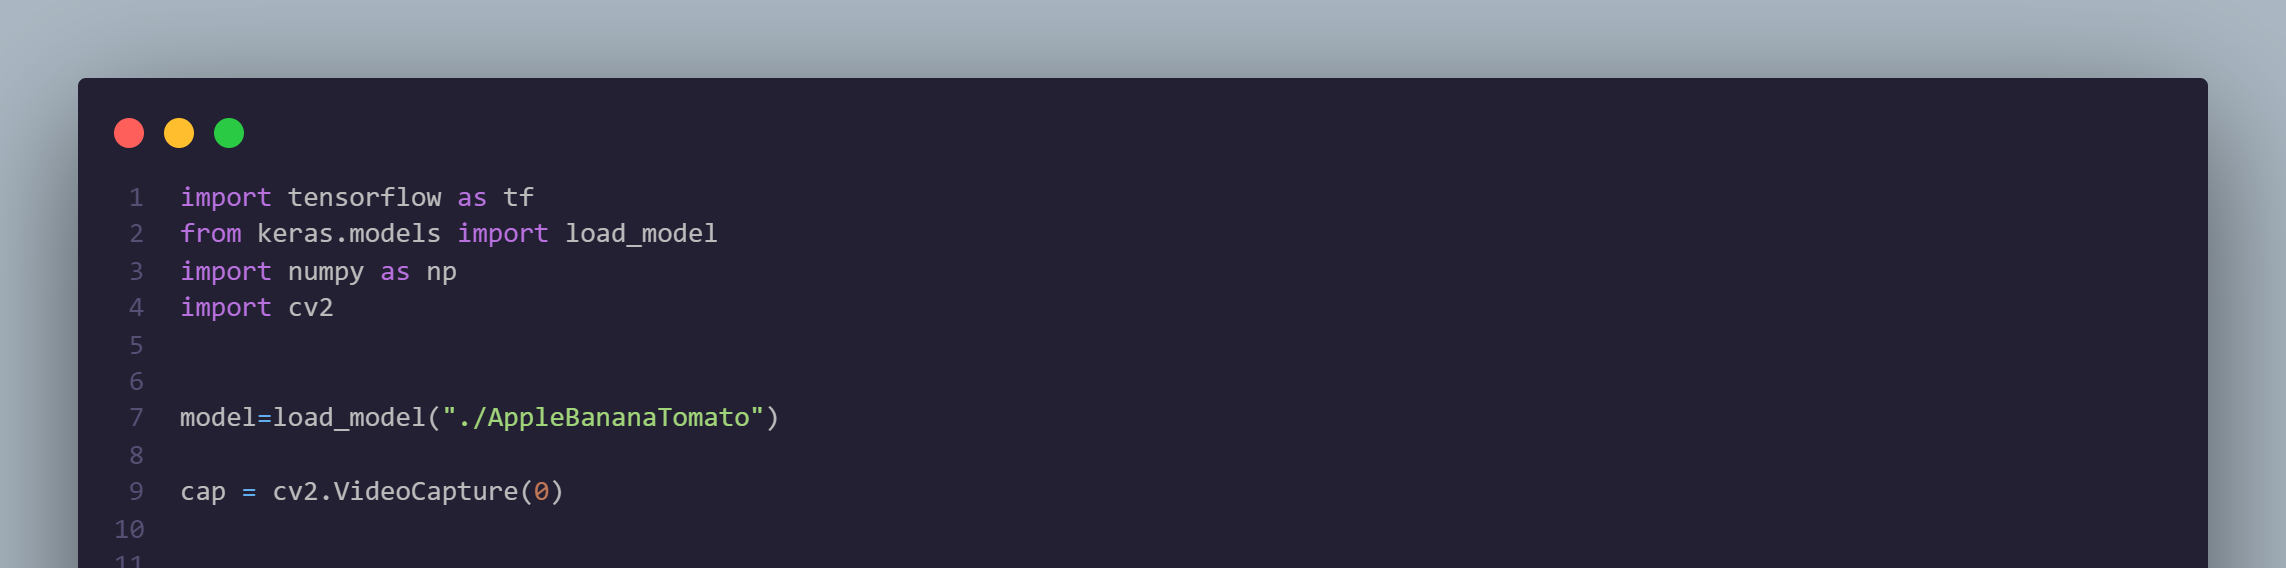 1 import tensorflow as tf
2 from keras.models import load_model
3 import numpy as np
4 import cv2
5
6
7 model=load_model("./AppleBananaTomato")
8
9 cap = cv2.VideoCapture(0)
10
11